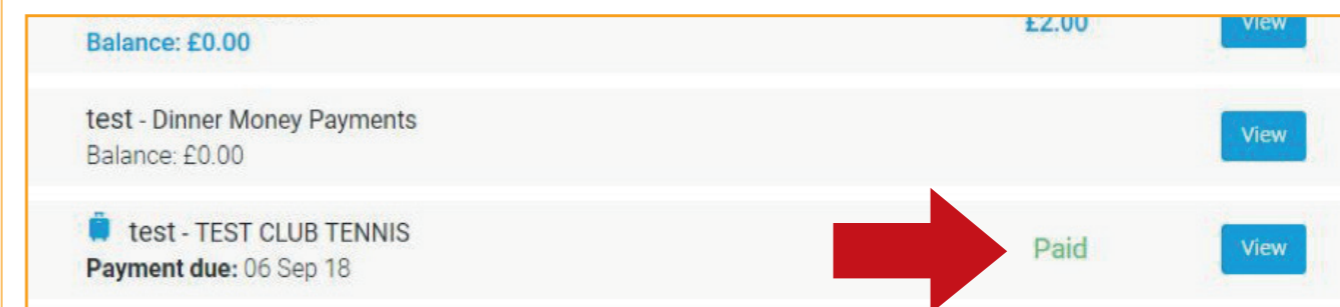 Balance: £0.00 £2.00 View
test - Dinner Money Payments View
Balance: £0.00
test - TEST CLUB TENNIS Paid View
Payment due: 06 Sep 18